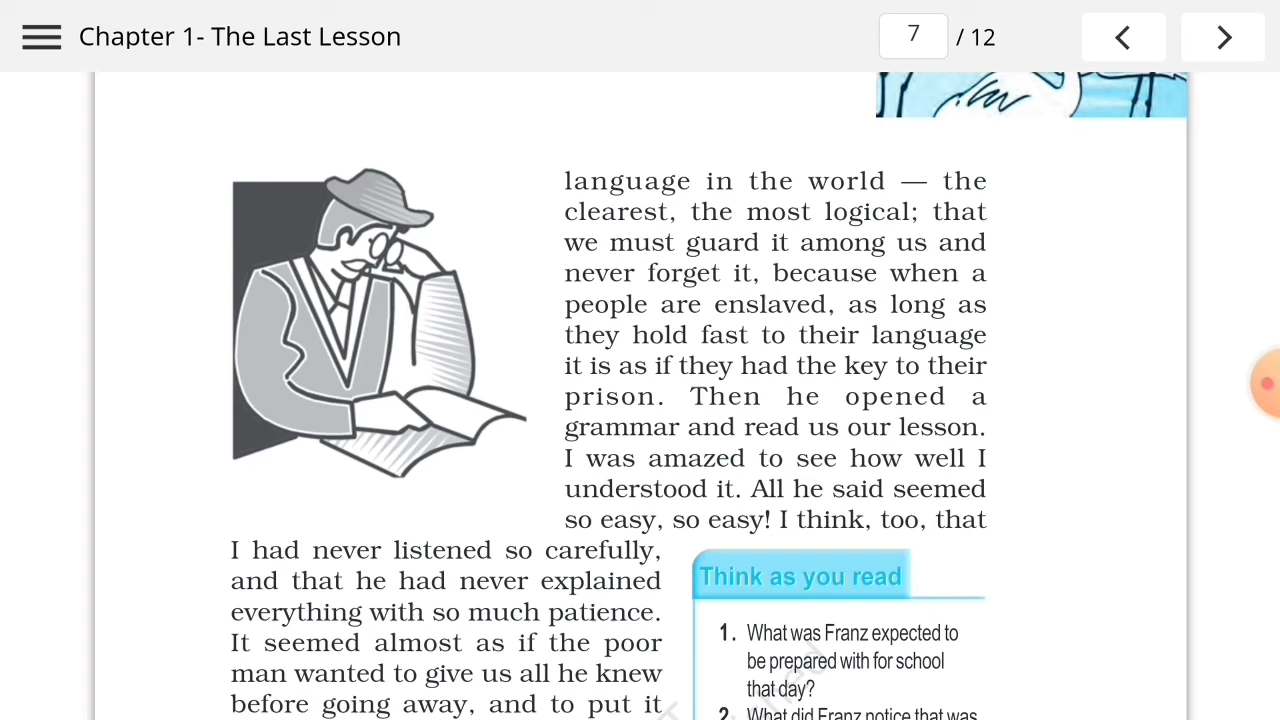 Chapter 1- The Last Lesson
7 / 12
language in the world — the
clearest, the most logical; that
we must guard it among us and
never forget it, because when a
people are enslaved, as long as
they hold fast to their language
it is as if they had the key to their
prison. Then he opened a
grammar and read us our lesson.
I was amazed to see how well I
understood it. All he said seemed
so easy, so easy! I think, too, that
I had never listened so carefully,
and that he had never explained
everything with so much patience.
It seemed almost as if the poor
man wanted to give us all he knew
before going away, and to put it
Think as you read
1. What was Franz expected to
be prepared with for school
that day?
2. What did Franz notice that was